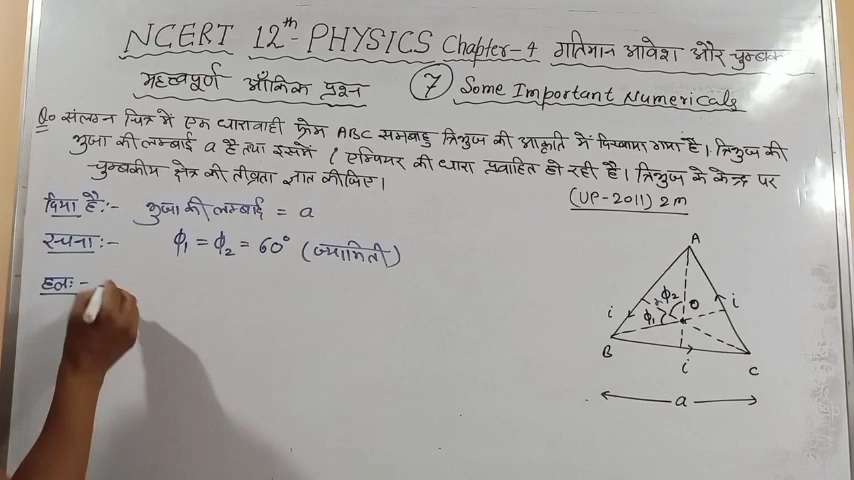 NCERT 12th PHYSICS Chapter-4 गतिमान आवेश और चुम्बक
महत्वपूर्ण आँकिक प्रश्न 7 Some Important Numericals
Q. संलग्न चित्र में एक धारावाही फ्रेम ABC समबाहु त्रिभुज की आकृति में दिखाया गया है। त्रिभुज की
भुजा की लम्बाई a है तथा इसमें i एम्पियर की धारा प्रवाहित हो रही है। त्रिभुज के केन्द्र पर
चुम्बकीय क्षेत्र की तीव्रता ज्ञात कीजिए।
(UP-2011) 2m
दिया है:- भुजा की लम्बाई = a
रचना:- ϕ₁ = ϕ₂ = 60° (ज्यामिती)
हल:-
A
ϕ₂
i ϕ₁ O i
B
C
i
a